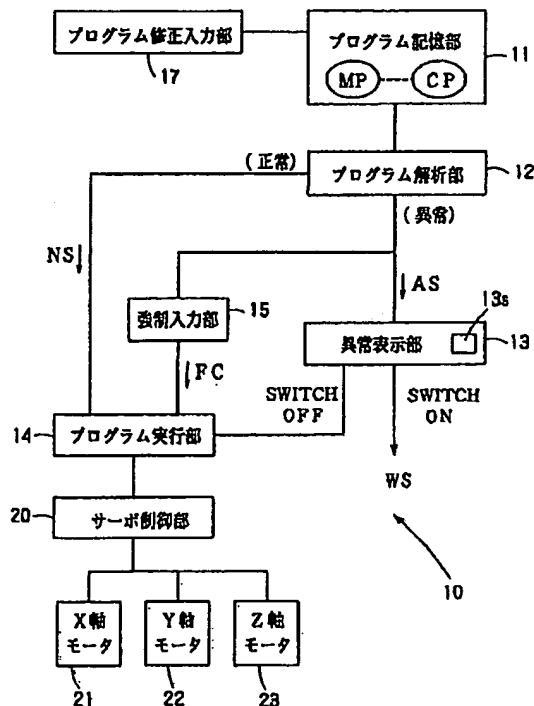 プログラム修正入力部
17
プログラム記憶部
MP
CP
11
(正常)
プログラム解析部
12
(異常)
NS
AS
強制入力部
15
13s
異常表示部
13
FC
SWITCH
OFF
SWITCH
ON
14
プログラム実行部
WS
20
サーボ制御部
10
X軸
モータ
Y軸
モータ
Z軸
モータ
21
22
23